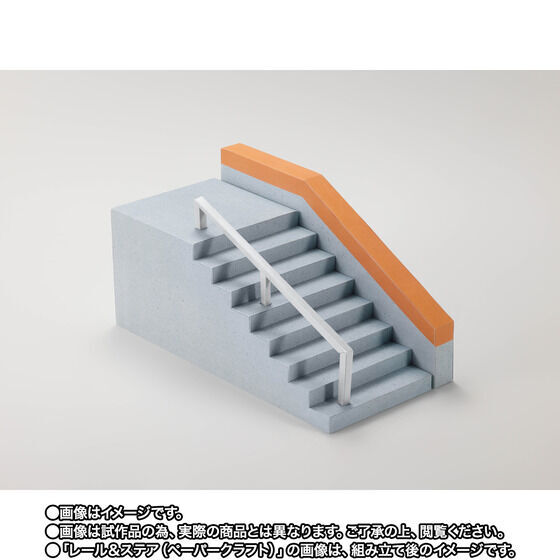 ●画像はイメージです。
●画像は試作品の為、実際の商品とは異なります。ご了承の上、閲覧ください。
●「レール＆ステア（ペーパークラフト）」の画像は、組み立て後のイメージです。